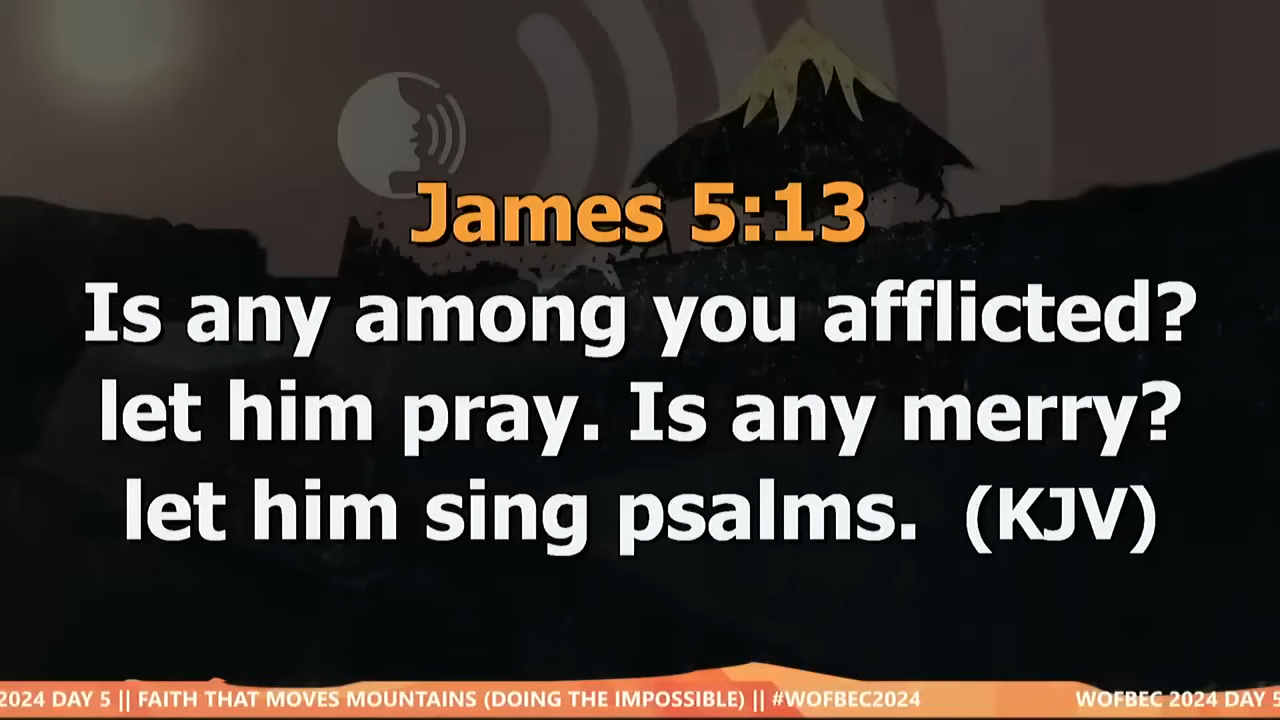 James 5:13
Is any among you afflicted?
let him pray. Is any merry?
let him sing psalms. (KJV)
2024 DAY 5 || FAITH THAT MOVES MOUNTAINS (DOING THE IMPOSSIBLE) || #WOFBEC2024 WOFBEC 2024 DAY 5